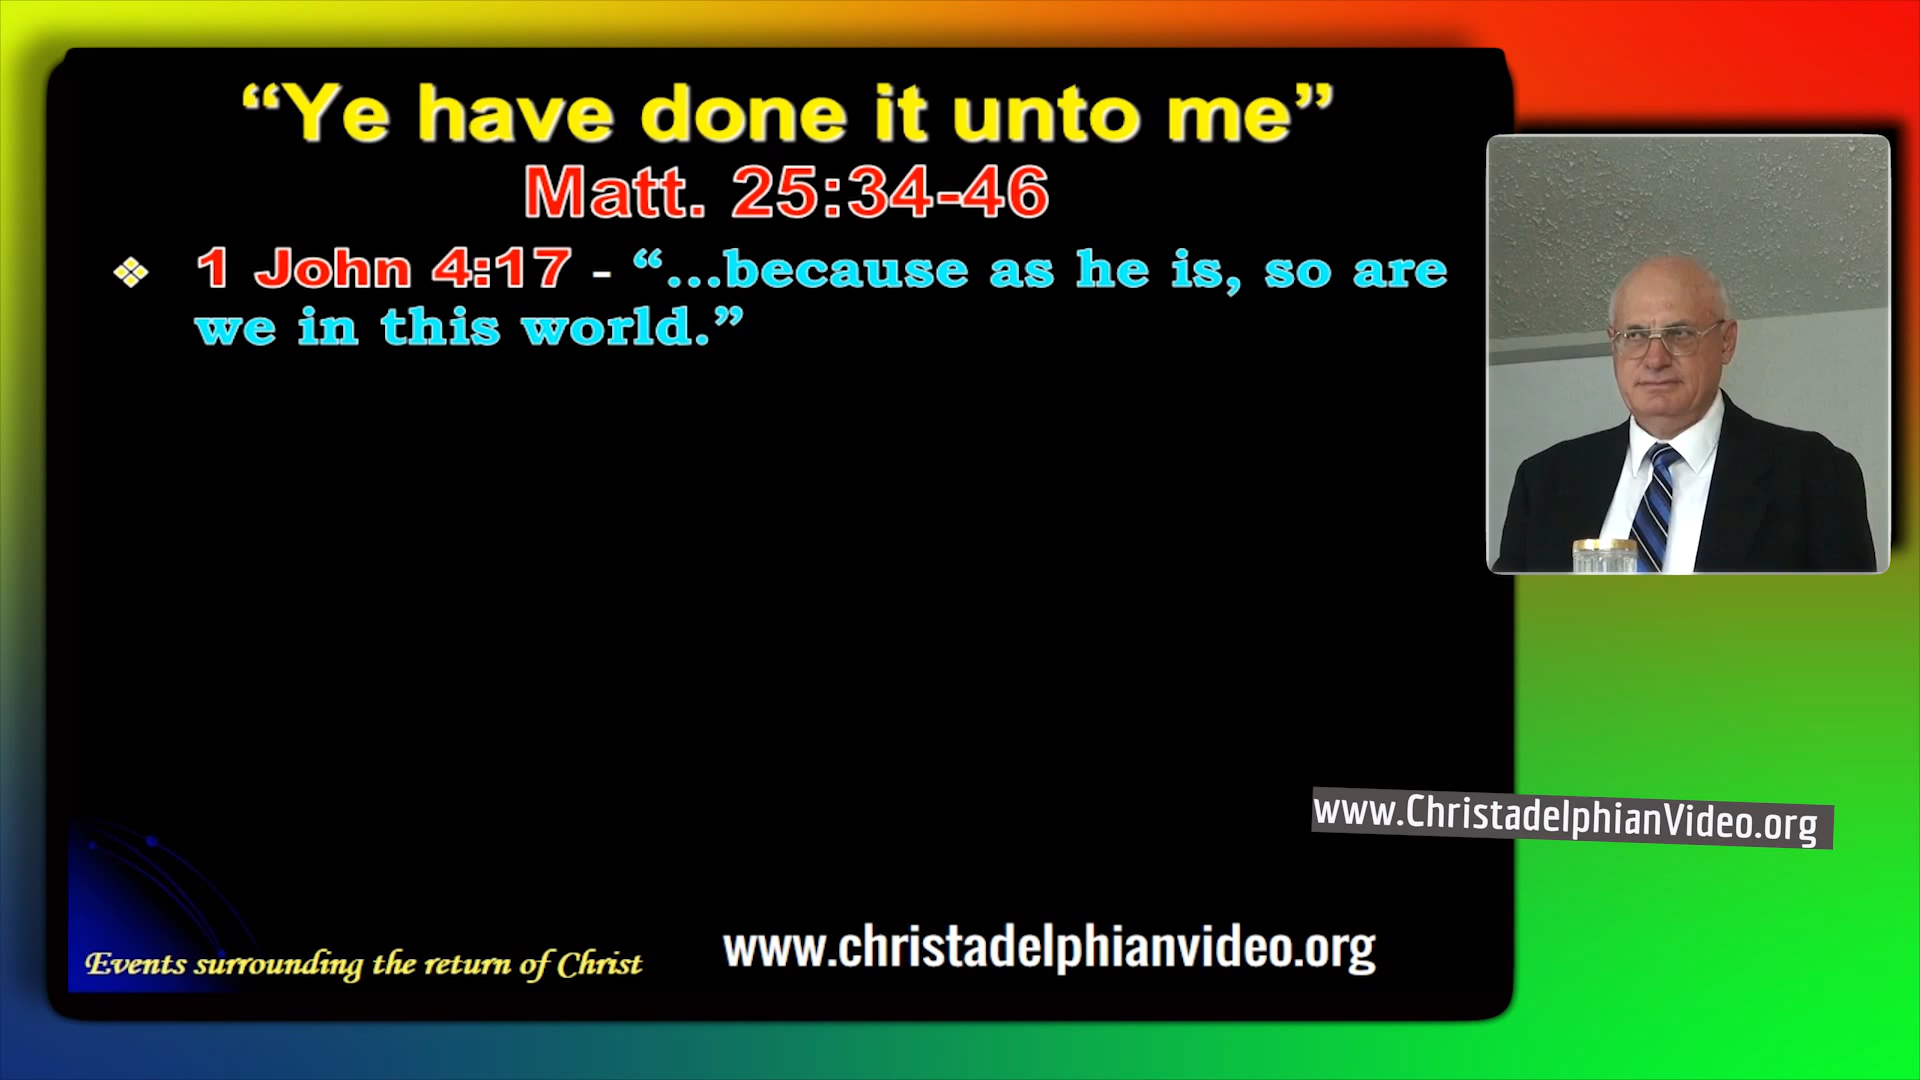 “Ye have done it unto me”
Matt. 25:34-46
1 John 4:17 - “...because as he is, so are
we in this world.”
www.ChristadelphianVideo.org
Events surrounding the return of Christ
www.christadelphianvideo.org